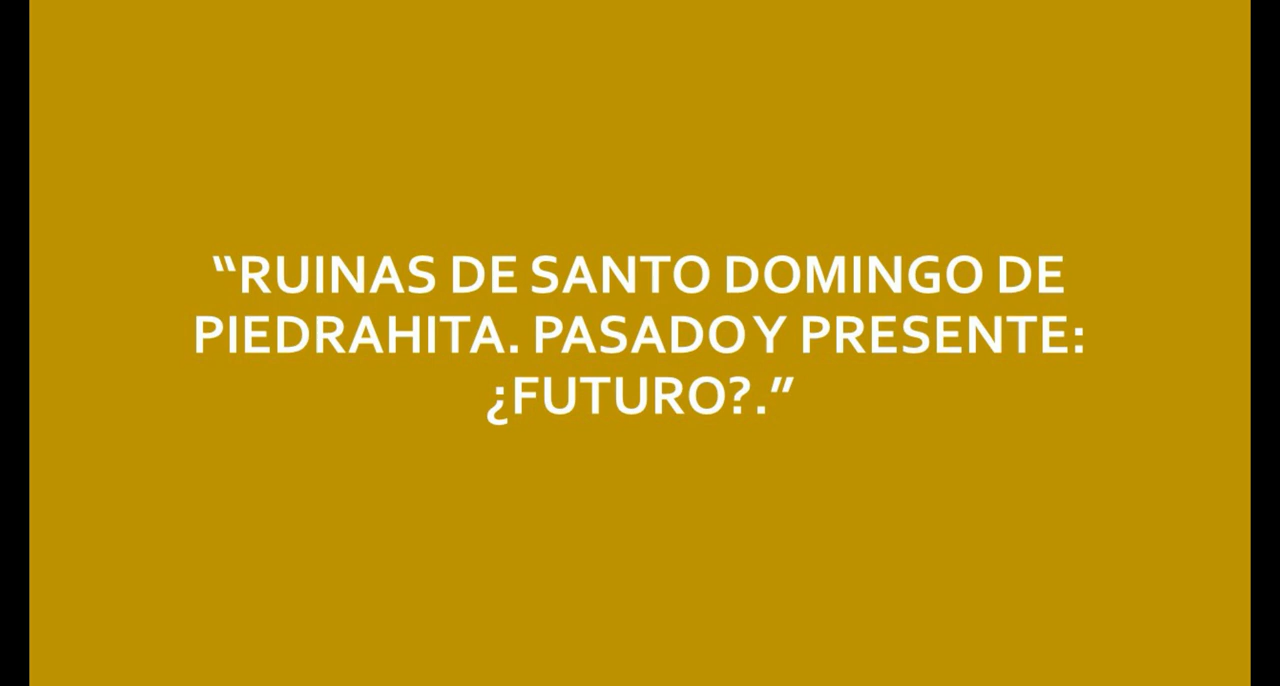 “RUINAS DE SANTO DOMINGO DE
PIEDRAHITA. PASADO Y PRESENTE:
¿FUTURO?.”